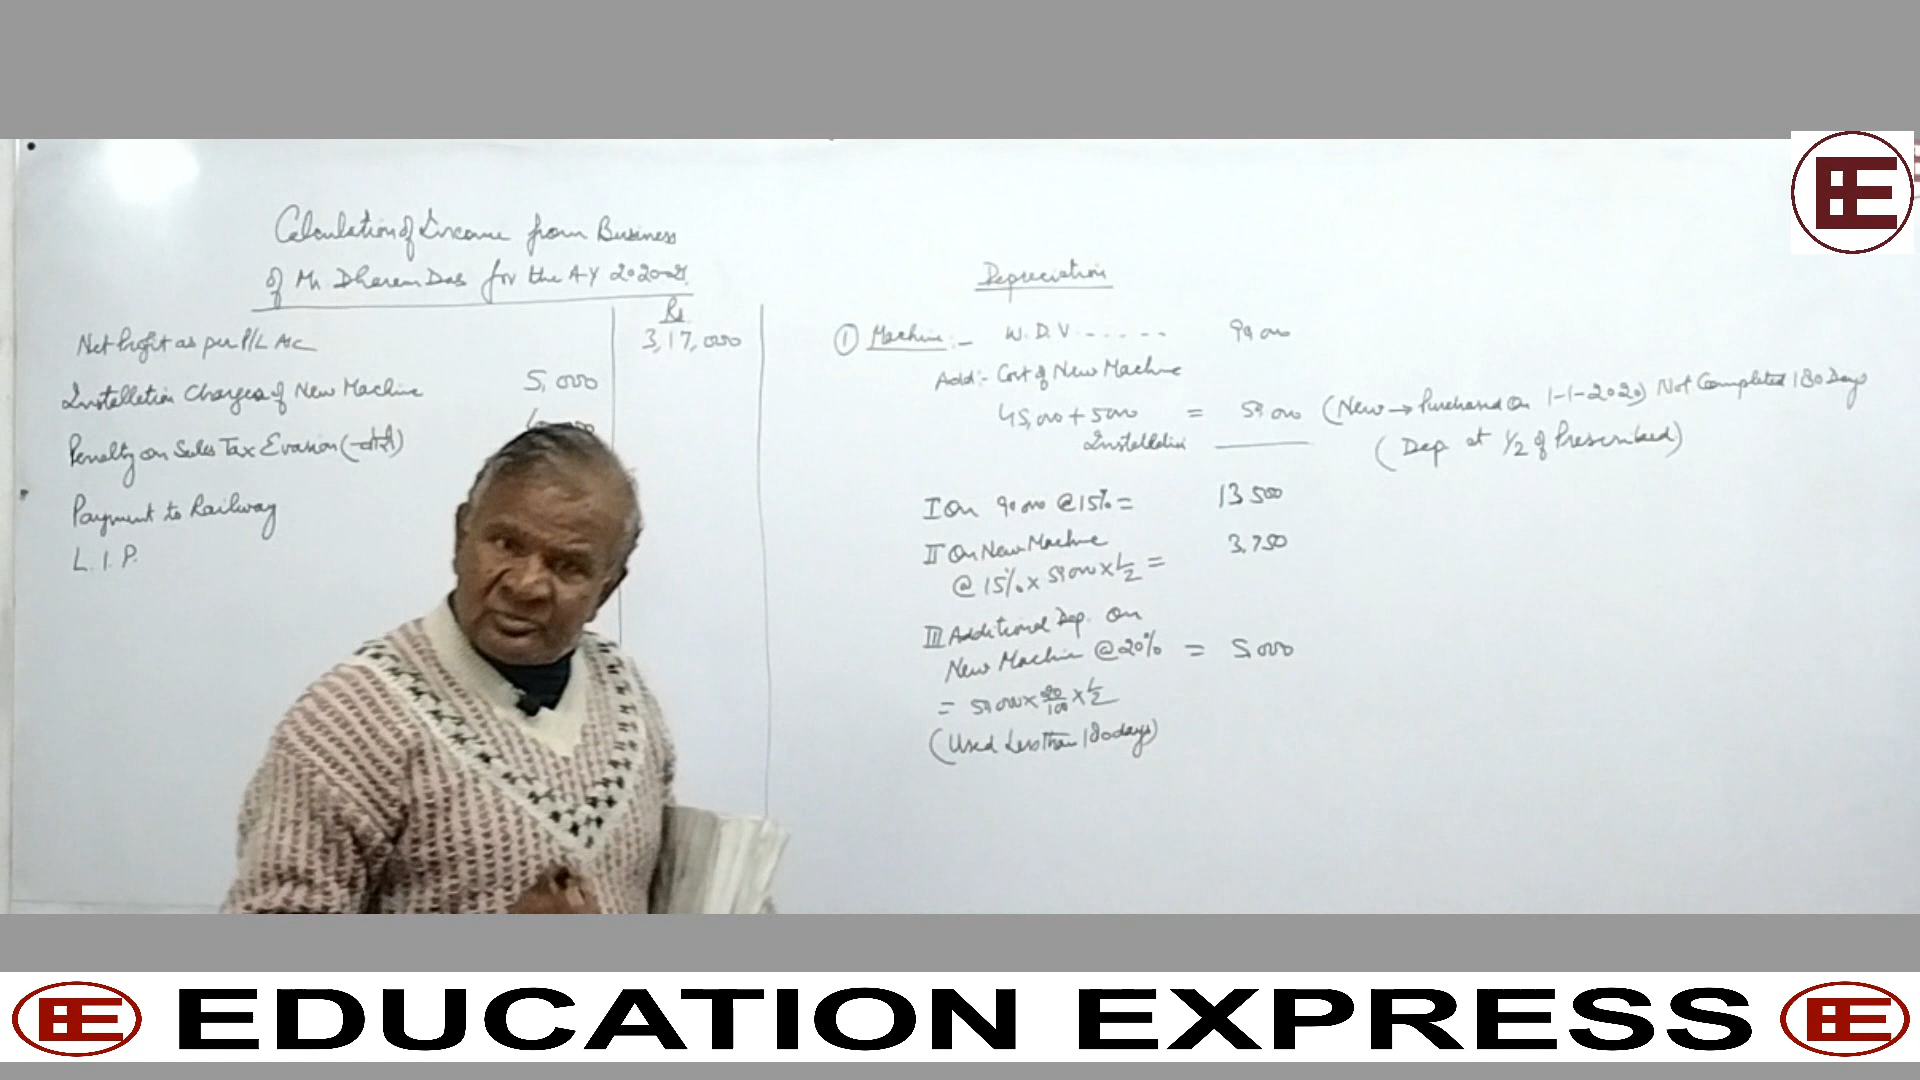 Calculation of Income from Business
of Mr Dharam Das for the A-Y 2020-21
Rs
Net Profit as per P/L A/C 3,17,000
Installation Charges of New Machine 5,000
Penalty on Sales Tax Evasion (चोरी)
Payment to Railway
L.I.P.
Depreciation
① Machine:- W.D.V ----- 90,000
Add:- Cost of New Machine
45,000 + 5000 = 50,000 (New → Purchased on 1-1-2020) Not Completed 180 Days
Installation (Dep. at 1/2 of Prescribed)
I On 90,000 @ 15% = 13500
II On New Machine 3,750
@ 15% x 50,000 x 1/2 =
III Additional Dep. On
New Machine @ 20% = 5,000
= 50,000 x 20/100 x 1/2
(Used Less than 180 days)
EDUCATION EXPRESS